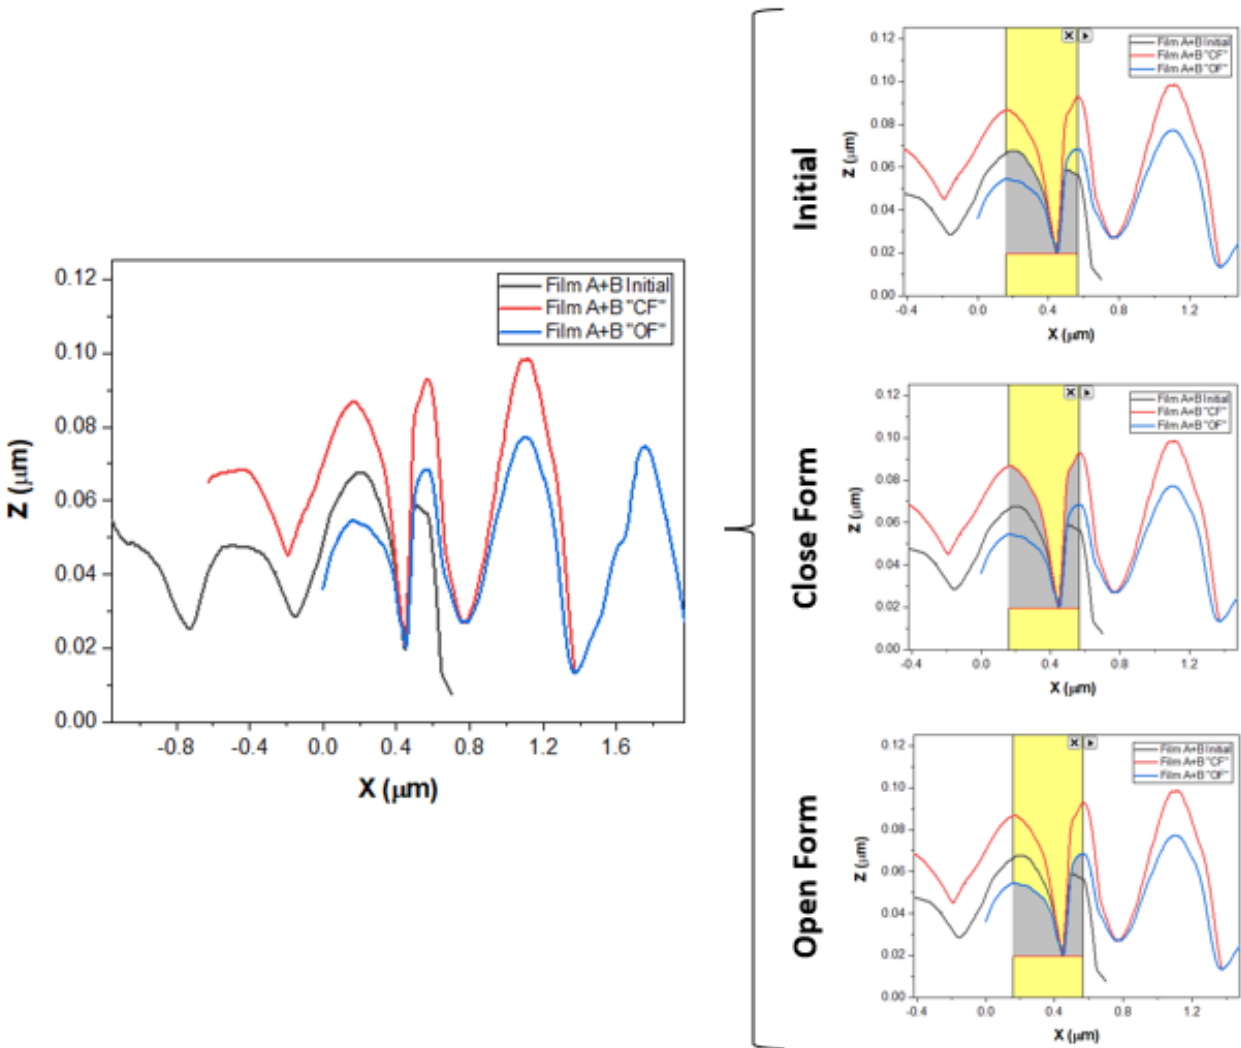 0.12
0.10
0.08
0.06
0.04
0.02
0.00
Z (μm)
-0.8 -0.4 0.0 0.4 0.8 1.2 1.6
X (μm)
Film A+B Initial
Film A+B "CF"
Film A+B "OF"
Initial
0.12
0.10
0.08
0.06
0.04
0.02
0.00
Z (μm)
-0.4 0.0 0.4 0.8 1.2
X (μm)
Film A+B Initial
Film A+B "CF"
Film A+B "OF"
Close Form
0.12
0.10
0.08
0.06
0.04
0.02
0.00
Z (μm)
-0.4 0.0 0.4 0.8 1.2
X (μm)
Film A+B Initial
Film A+B "CF"
Film A+B "OF"
Open Form
0.12
0.10
0.08
0.06
0.04
0.02
0.00
Z (μm)
-0.4 0.0 0.4 0.8 1.2
X (μm)
Film A+B Initial
Film A+B "CF"
Film A+B "OF"